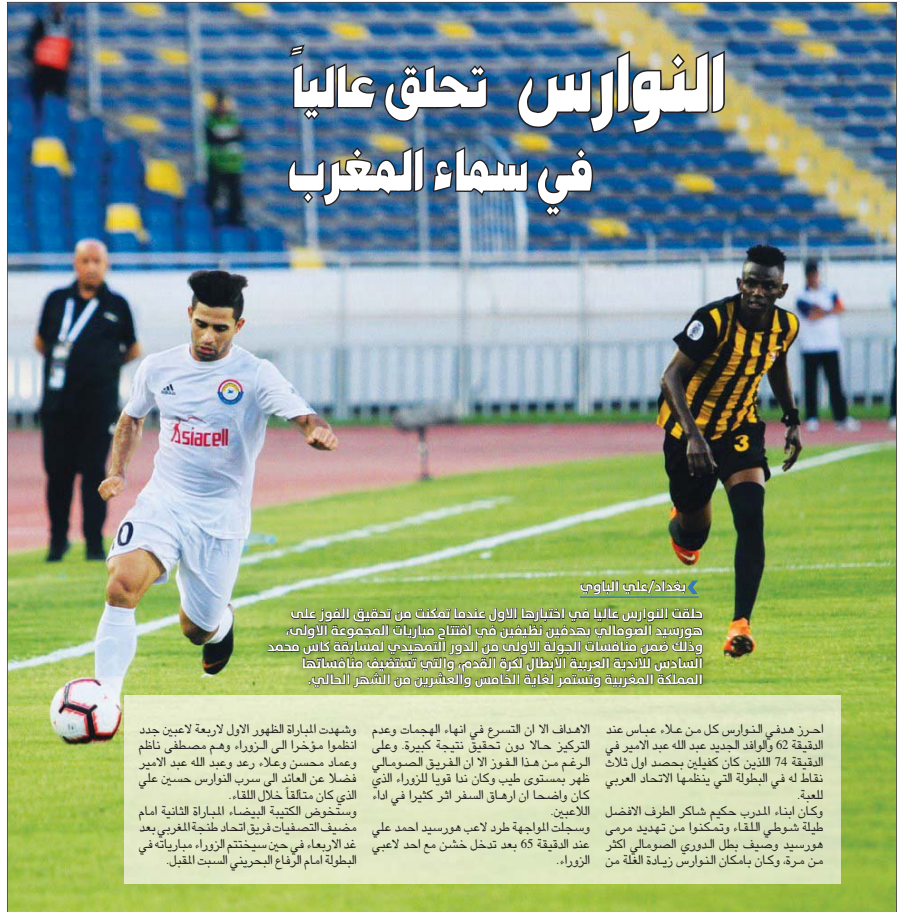 النوارس تحلق عالياً
في سماء المغرب
Asiacell
adidas
3
0
بغداد/علي الباوي
حلقت النوارس عاليا في اختبارها الاول عندما تمكنت من تحقيق الفوز على
هورسيد الصومالي بهدفين نظيفين في افتتاح مباريات المجموعة الاولى،
وذلك ضمن منافسات الجولة الاولى من الدور التمهيدي لمسابقة كاس محمد
السادس للاندية العربية الابطال لكرة القدم، والتي تستضيف منافساتها
المملكة المغربية وتستمر لغاية الخامس والعشرين من الشهر الحالي.
احرز هدفي النوارس كل من علاء عباس عند
الدقيقة 62 والوافد الجديد عبد الله عبد الامير في
الدقيقة 74 اللذين كان كفيلين بحصد اول ثلاث
نقاط له في البطولة التي ينظمها الاتحاد العربي
للعبة.
وكان ابناء المدرب حكيم شاكر الطرف الافضل
طيلة شوطي اللقاء وتمكنوا من تهديد مرمى
هورسيد وصيف بطل الدوري الصومالي اكثر
من مرة، وكان بامكان النوارس زيادة الغلة من
الاهداف الا ان التسرع في انهاء الهجمات وعدم
التركيز حالا دون تحقيق نتيجة كبيرة. وعلى
الرغم من هذا الفوز الا ان الفريق الصومالي
ظهر بمستوى طيب وكان ندا قويا للزوراء الذي
كان واضحا ان ارهاق السفر اثر كثيرا في اداء
اللاعبين.
وسجلت المواجهة طرد لاعب هورسيد احمد علي
عند الدقيقة 65 بعد تدخل خشن مع احد لاعبي
الزوراء.
وشهدت المباراة الظهور الاول لاربعة لاعبين جدد
انظموا مؤخرا الى الزوراء وهم مصطفى ناظم
وعماد محسن وعلاء رعد وعبد الله عبد الامير
فضلا عن العائد الى سرب النوارس حسين علي
الذي كان متألقاً خلال اللقاء.
وستخوض الكتيبة البيضاء المباراة الثانية امام
مضيف التصفيات فريق اتحاد طنجة المغربي بعد
غد الاربعاء في حين سيختتم الزوراء مبارياته في
البطولة امام الرفاع البحريني السبت المقبل.